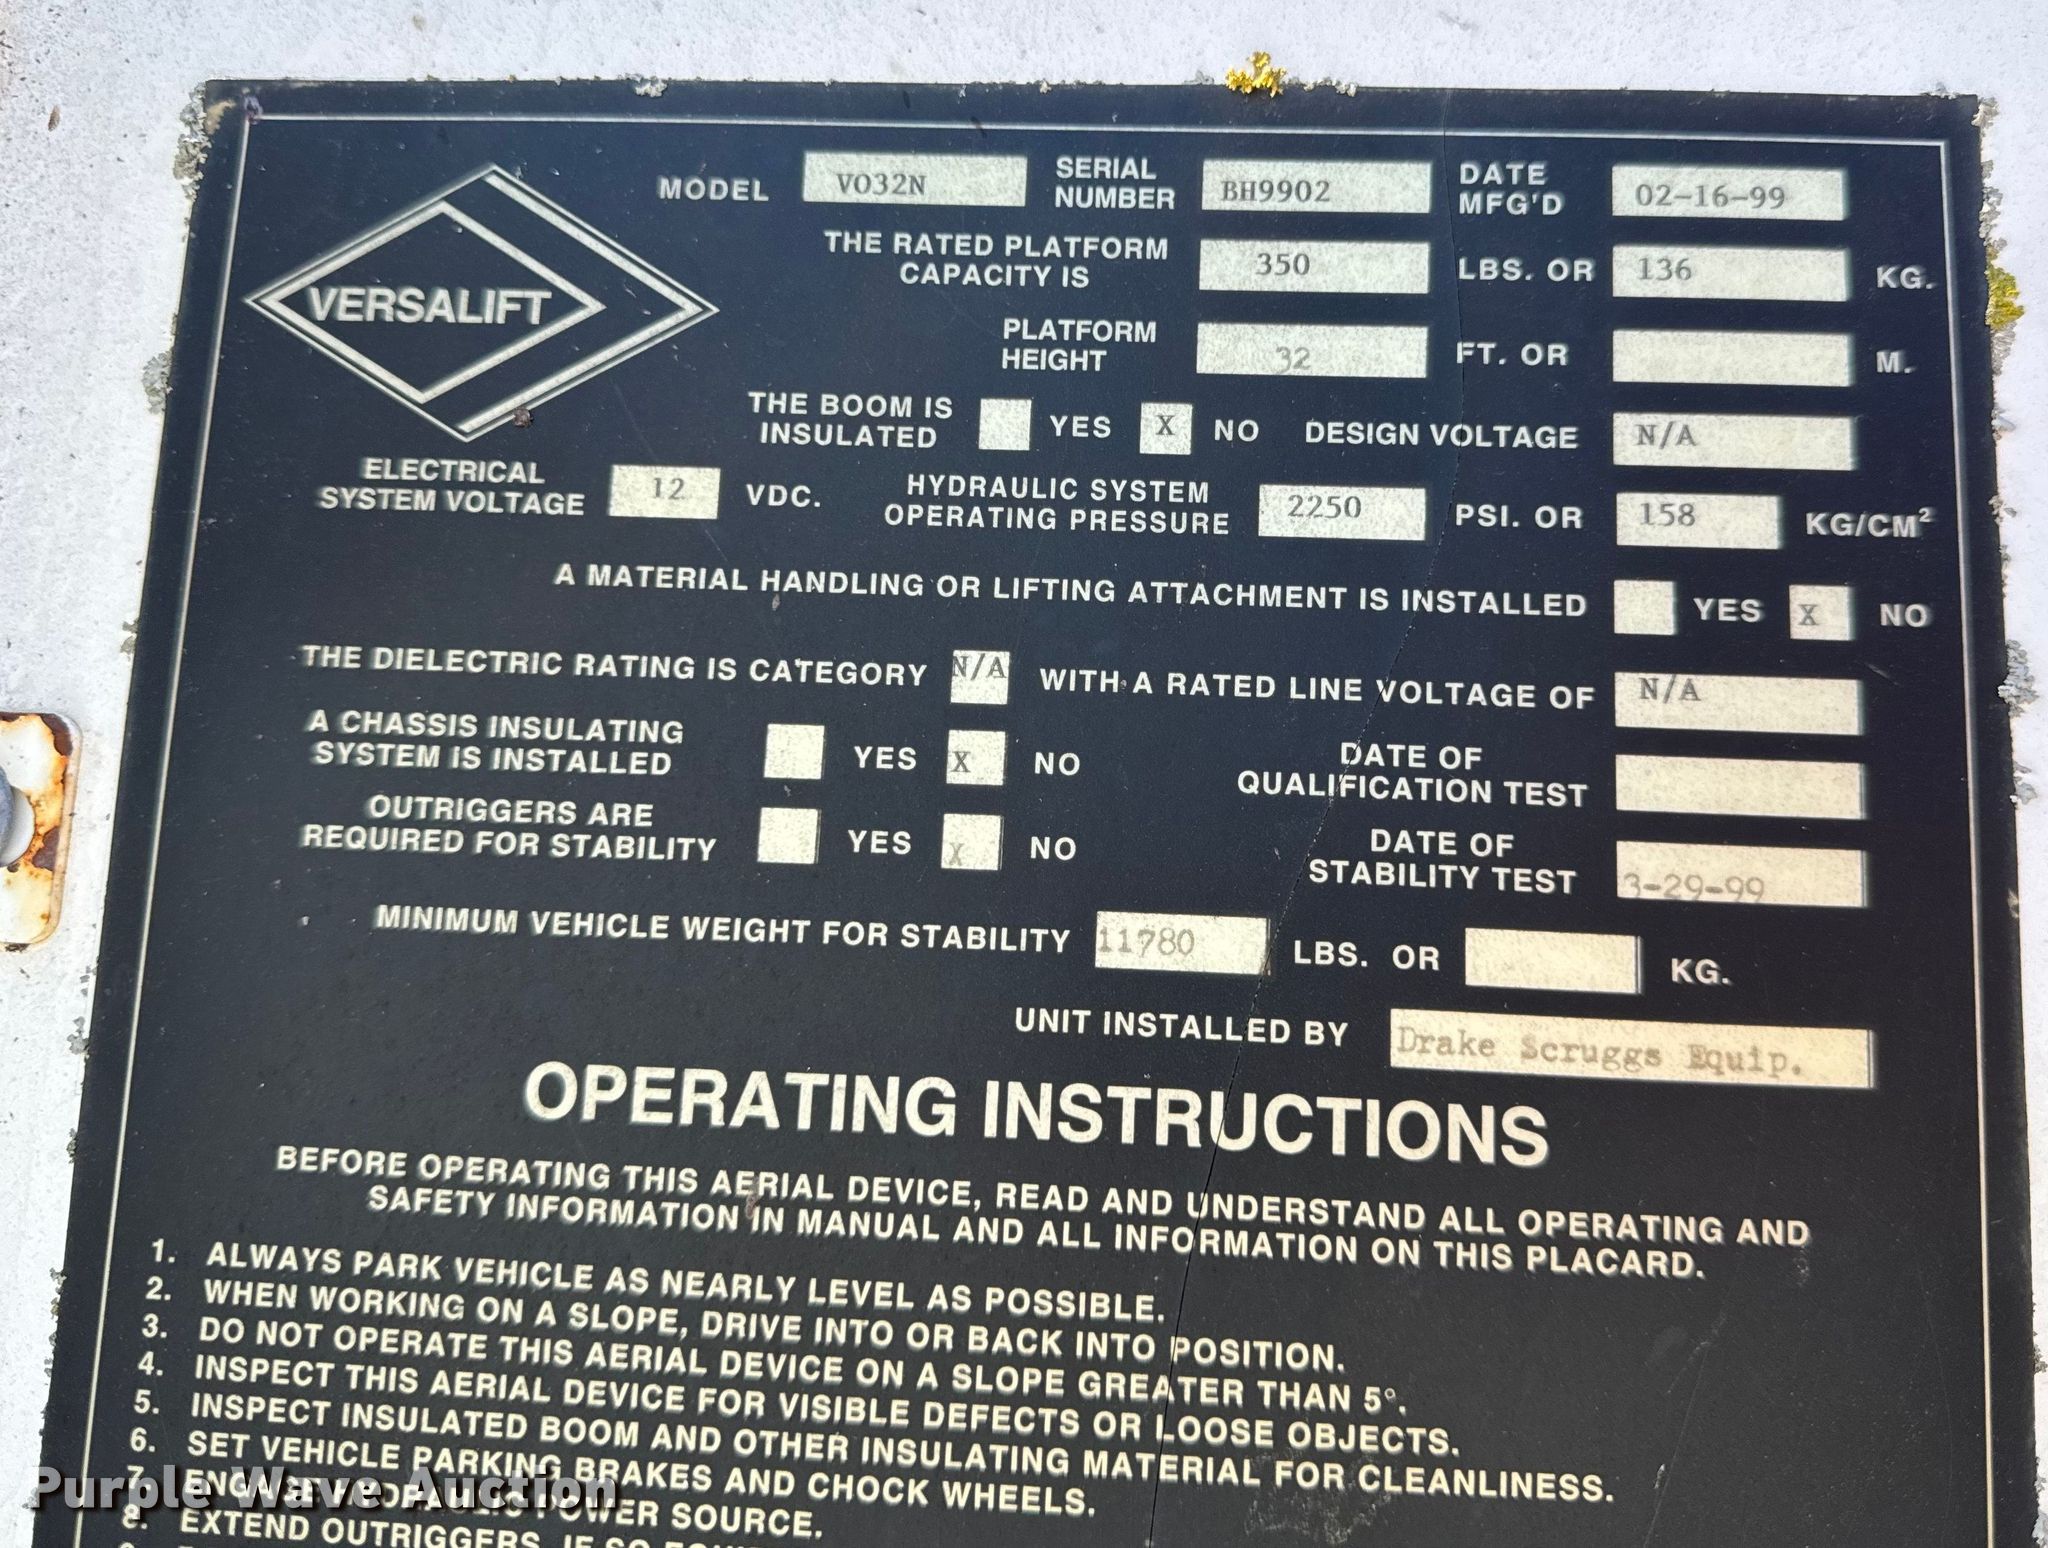 MODEL VO32N SERIAL NUMBER BH9902 DATE MFG'D 02-16-99
VERSALIFT
THE RATED PLATFORM CAPACITY IS 350 LBS. OR 136 KG.
PLATFORM HEIGHT 32 FT. OR M.
THE BOOM IS INSULATED YES X NO DESIGN VOLTAGE N/A
ELECTRICAL SYSTEM VOLTAGE 12 VDC. HYDRAULIC SYSTEM OPERATING PRESSURE 2250 PSI. OR 158 KG/CM²
A MATERIAL HANDLING OR LIFTING ATTACHMENT IS INSTALLED YES X NO
THE DIELECTRIC RATING IS CATEGORY N/A WITH A RATED LINE VOLTAGE OF N/A
A CHASSIS INSULATING SYSTEM IS INSTALLED YES X NO DATE OF QUALIFICATION TEST
OUTRIGGERS ARE REQUIRED FOR STABILITY YES X NO DATE OF STABILITY TEST 3-29-99
MINIMUM VEHICLE WEIGHT FOR STABILITY 11780 LBS. OR KG.
UNIT INSTALLED BY Drake Scruggs Equip.
OPERATING INSTRUCTIONS
BEFORE OPERATING THIS AERIAL DEVICE, READ AND UNDERSTAND ALL OPERATING AND
SAFETY INFORMATION IN MANUAL AND ALL INFORMATION ON THIS PLACARD.
1. ALWAYS PARK VEHICLE AS NEARLY LEVEL AS POSSIBLE.
2. WHEN WORKING ON A SLOPE, DRIVE INTO OR BACK INTO POSITION.
3. DO NOT OPERATE THIS AERIAL DEVICE ON A SLOPE GREATER THAN 5°.
4. INSPECT THIS AERIAL DEVICE FOR VISIBLE DEFECTS OR LOOSE OBJECTS.
5. INSPECT INSULATED BOOM AND OTHER INSULATING MATERIAL FOR CLEANLINESS.
6. SET VEHICLE PARKING BRAKES AND CHOCK WHEELS.
7. ENGAGE HYDRAULIC POWER SOURCE.
8. EXTEND OUTRIGGERS, IF SO
Purple Wave Auction